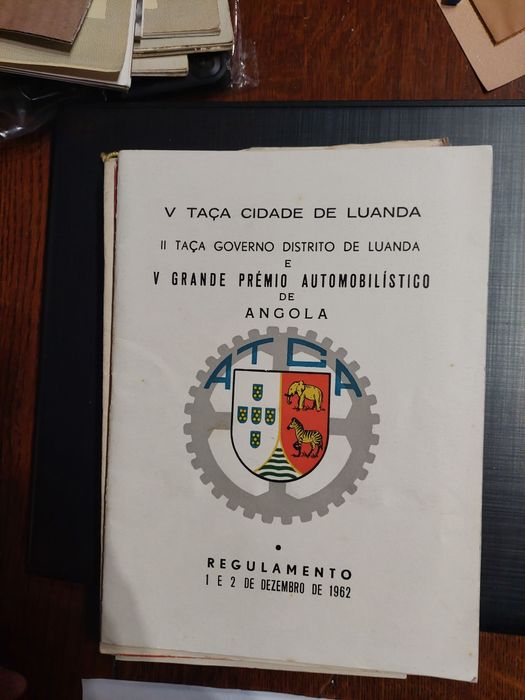 V TAÇA CIDADE DE LUANDA
II TAÇA GOVERNO DISTRITO DE LUANDA
E
V GRANDE PRÉMIO AUTOMOBILÍSTICO
DE
ANGOLA
ATCA
REGULAMENTO
1 E 2 DE DEZEMBRO DE 1962